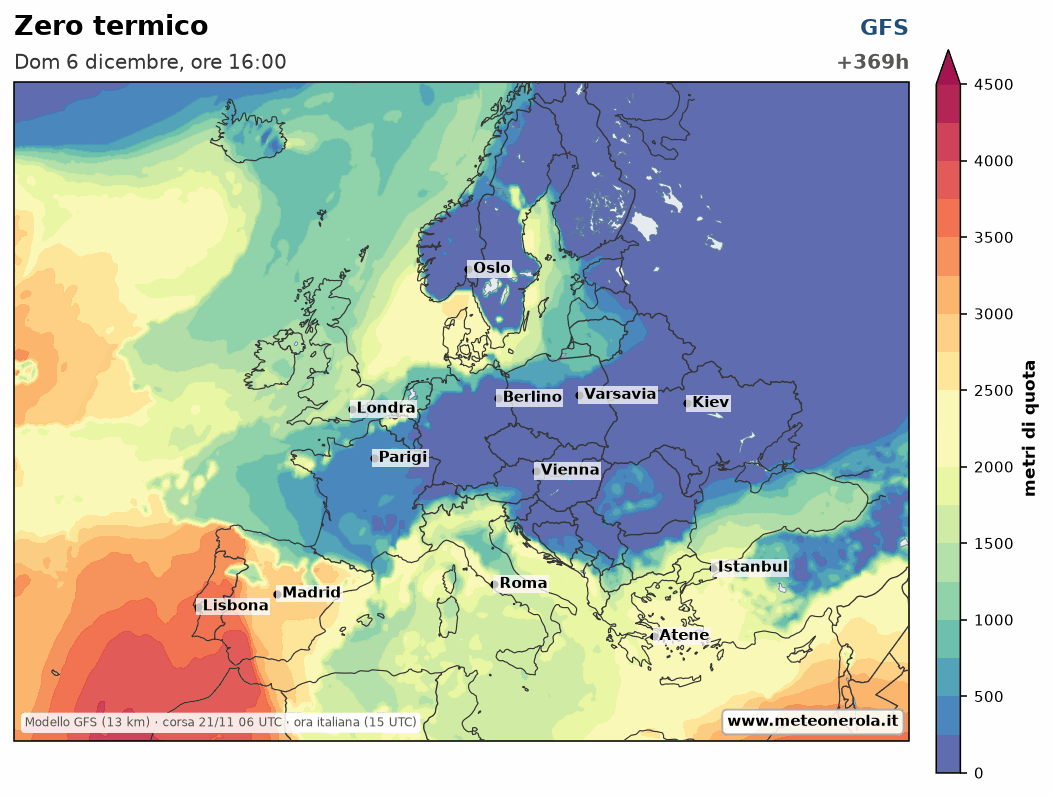 Zero termico
GFS
Dom 6 dicembre, ore 16:00
+369h
4500
4000
3500
3000
2500
2000
1500
1000
500
0
metri di quota
Oslo
Londra
Berlino
Varsavia
Kiev
Parigi
Vienna
Istanbul
Roma
Madrid
Lisbona
Atene
Modello GFS (13 km) · corsa 21/11 06 UTC · ora italiana (15 UTC)
www.meteonerola.it